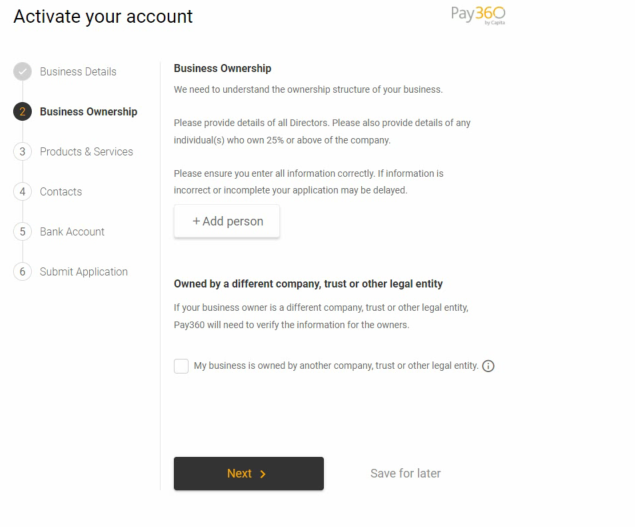 Activate your account
Pay360
by Capita
Business Details
2 Business Ownership
3 Products & Services
4 Contacts
5 Bank Account
6 Submit Application
Business Ownership
We need to understand the ownership structure of your business.
Please provide details of all Directors. Please also provide details of any
individual(s) who own 25% or above of the company.
Please ensure you enter all information correctly. If information is
incorrect or incomplete your application may be delayed.
+ Add person
Owned by a different company, trust or other legal entity
If your business owner is a different company, trust or other legal entity,
Pay360 will need to verify the information for the owners.
My business is owned by another company, trust or other legal entity.
Next >
Save for later